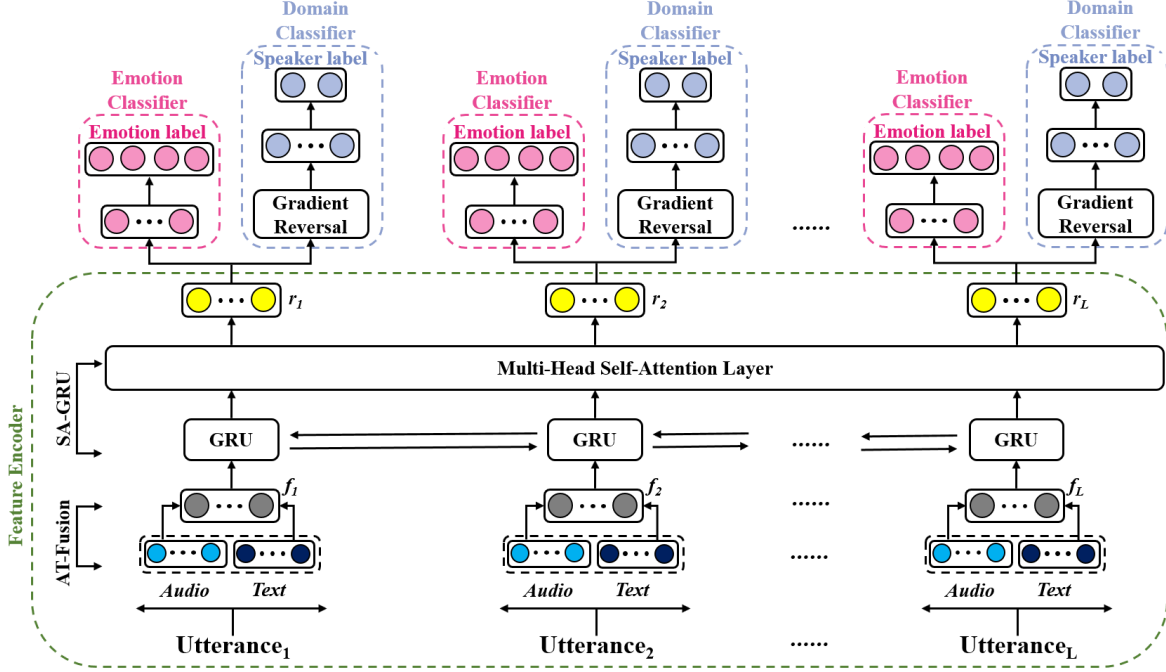 Domain
Classifier
Speaker label
Domain
Classifier
Speaker label
Domain
Classifier
Speaker label
Emotion
Classifier
Emotion label
Emotion
Classifier
Emotion label
Emotion
Classifier
Emotion label
Gradient
Reversal
Gradient
Reversal
......
Gradient
Reversal
r1
r2
rL
Multi-Head Self-Attention Layer
Feature Encoder
SA-GRU
GRU
GRU
......
GRU
AT-Fusion
f1
f2
......
fL
......
Audio Text
Audio Text
Audio Text
Utterance1
Utterance2
......
UtteranceL